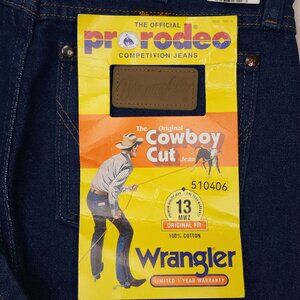 THE OFFICIAL
prorodeo
COMPETITION JEANS
The Original
Cowboy
Cut Jean
510406
13
MWZ
ORIGINAL FIT
100% COTTON
Wrangler
LIMITED 1 YEAR WARRANTY